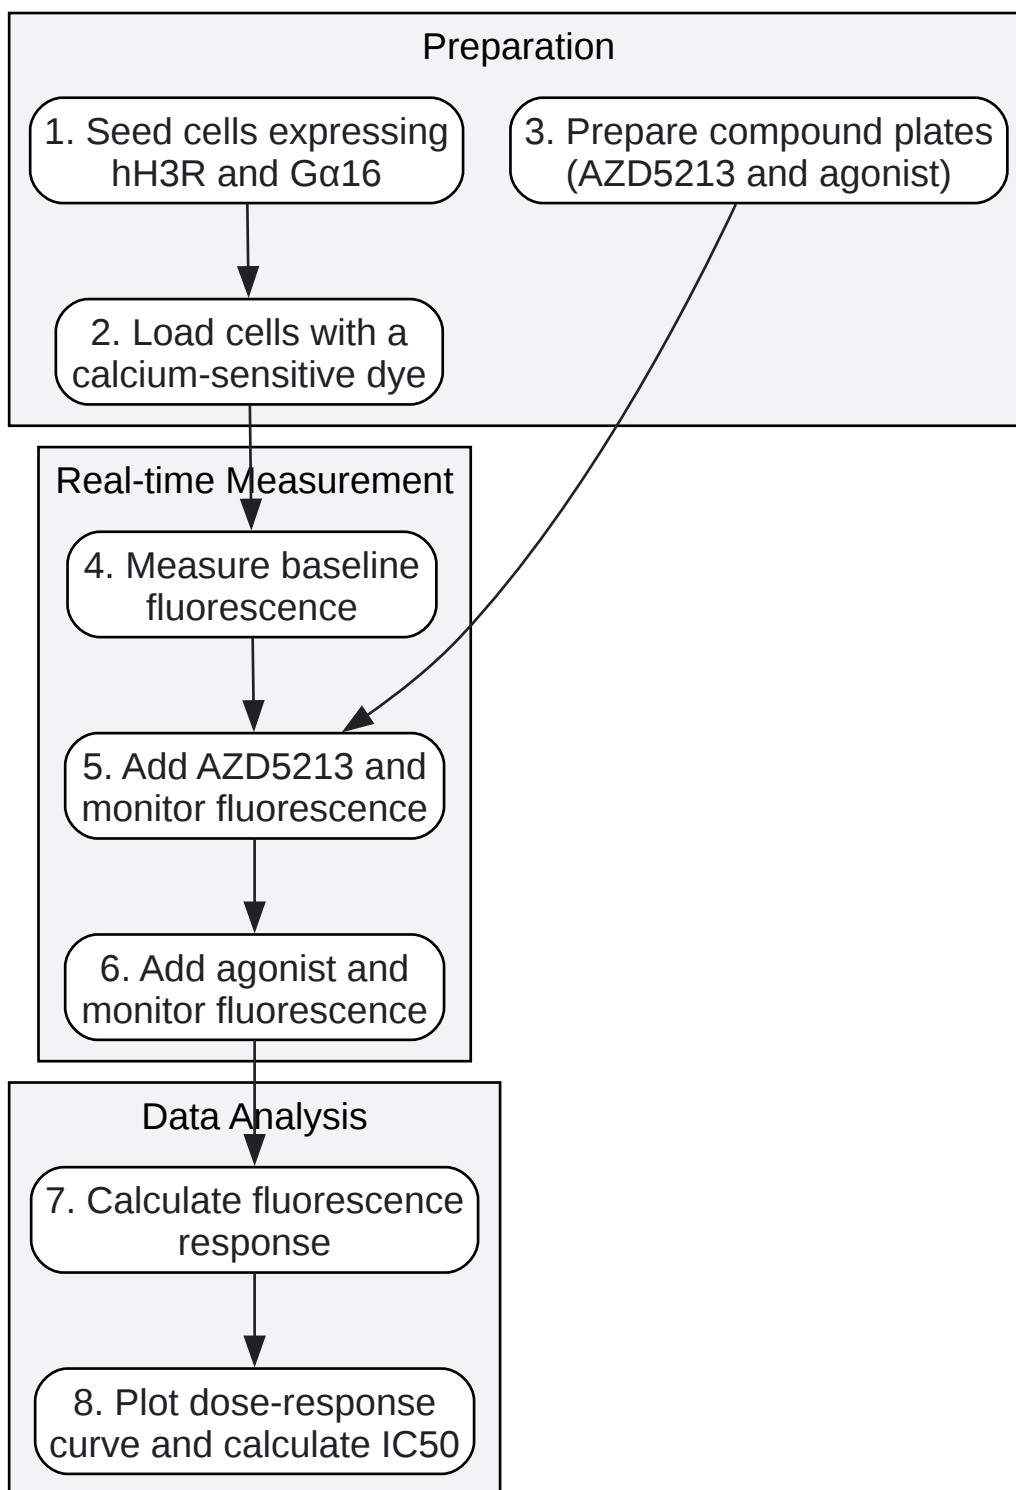 Preparation
1. Seed cells expressing
hH3R and Gα16
3. Prepare compound plates
(AZD5213 and agonist)
2. Load cells with a
calcium-sensitive dye
Real-time Measurement
4. Measure baseline
fluorescence
5. Add AZD5213 and
monitor fluorescence
6. Add agonist and
monitor fluorescence
Data Analysis
7. Calculate fluorescence
response
8. Plot dose-response
curve and calculate IC50